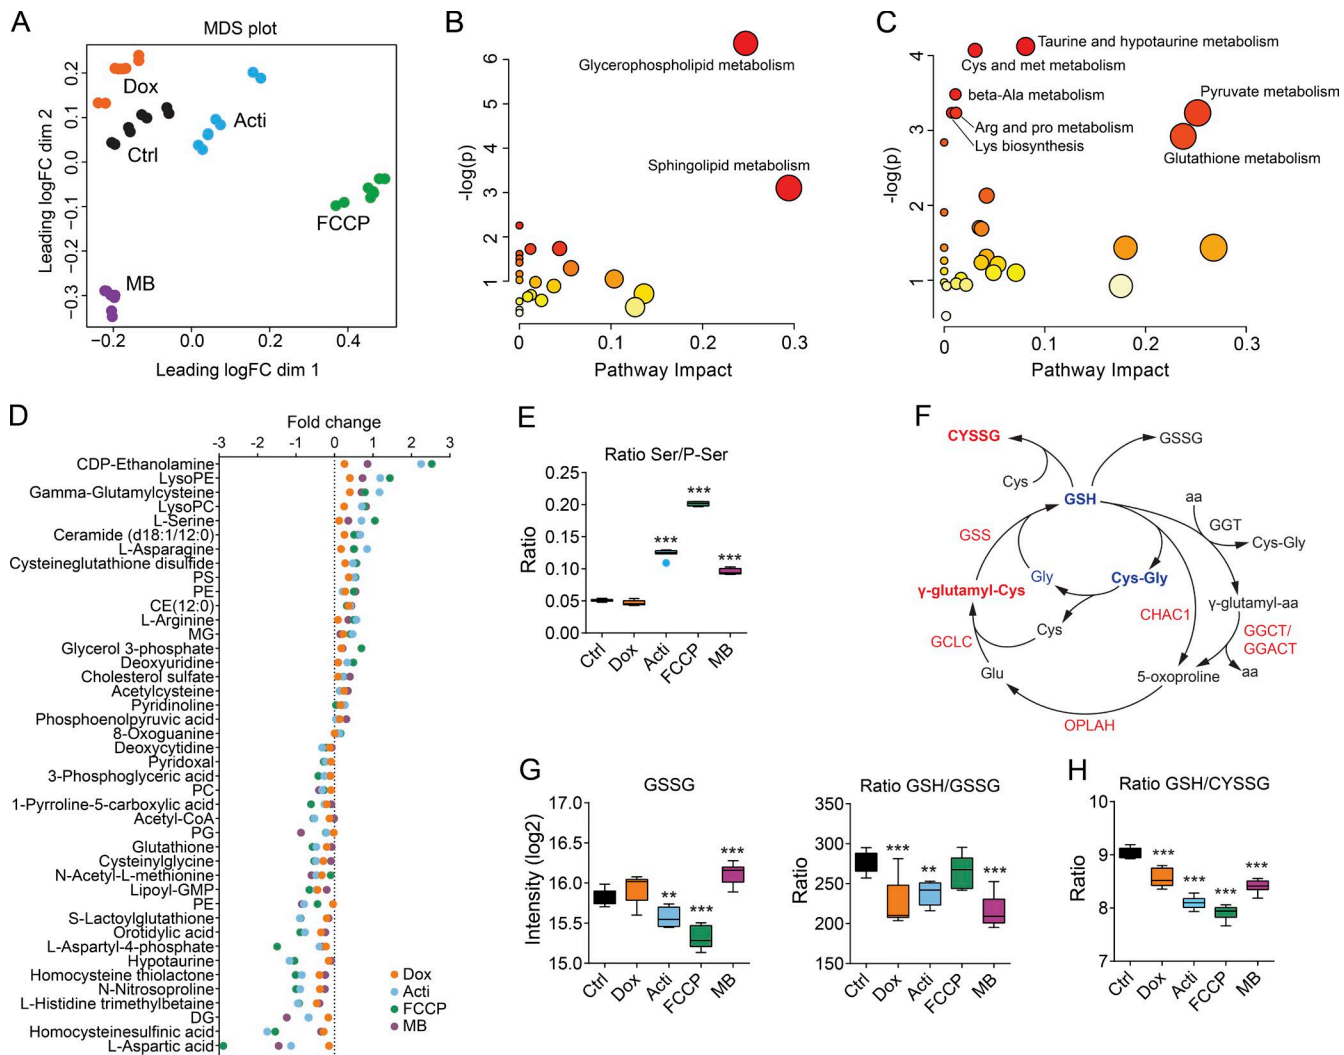 A
MDS plot
Leading logFC dim 2
0.2
0.1
0.0
−0.1
−0.2
−0.3
Dox
Ctrl
Acti
FCCP
MB
−0.2
0.0
0.2
0.4
Leading logFC dim 1
B
-log(p)
6
5
4
3
2
1
Glycerophospholipid metabolism
Sphingolipid metabolism
0
0.1
0.2
0.3
Pathway Impact
C
-log(p)
4
3
2
1
Taurine and hypotaurine metabolism
Cys and met metabolism
beta-Ala metabolism
Arg and pro metabolism
Lys biosynthesis
Pyruvate metabolism
Glutathione metabolism
0
0.1
0.2
0.3
Pathway Impact
D
Fold change
-3 -2 -1 0 1 2 3
CDP-Ethanolamine
LysoPE
Gamma-Glutamylcysteine
LysoPC
L-Serine
Ceramide (d18:1/12:0)
L-Asparagine
Cysteineglutathione disulfide
PS
PE
CE(12:0)
L-Arginine
MG
Glycerol 3-phosphate
Deoxyuridine
Cholesterol sulfate
Acetylcysteine
Pyridinoline
Phosphoenolpyruvic acid
8-Oxoguanine
Deoxycytidine
Pyridoxal
3-Phosphoglyceric acid
PC
1-Pyrroline-5-carboxylic acid
Acetyl-CoA
PG
Glutathione
Cysteinylglycine
N-Acetyl-L-methionine
Lipoyl-GMP
PE
S-Lactoylglutathione
Orotidylic acid
L-Aspartyl-4-phosphate
Hypotaurine
Homocysteine thiolactone
N-Nitrosoproline
L-Histidine trimethylbetaine
DG
Homocysteinesulfinic acid
L-Aspartic acid
Dox
Acti
FCCP
MB
E
Ratio Ser/P-Ser
Ratio
0.25
0.20
0.15
0.10
0.05
0.00
***
***
***
Ctrl
Dox
Acti
FCCP
MB
F
CYSSG
GSSG
Cys
GSH
aa
GGT
Cys-Gly
GSS
Gly
Cys-Gly
γ-glutamyl-Cys
γ-glutamyl-aa
CHAC1
Cys
GCLC
GGCT/
GGACT
Glu
5-oxoproline
aa
OPLAH
G
GSSG
Intensity (log2)
17.0
16.5
16.0
15.5
15.0
**
***
***
Ctrl
Dox
Acti
FCCP
MB
Ratio GSH/GSSG
Ratio
350
300
250
200
150
***
**
***
Ctrl
Dox
Acti
FCCP
MB
H
Ratio GSH/CYSSG
Ratio
10
9
8
7
***
***
***
***
Ctrl
Dox
Acti
FCCP
MB